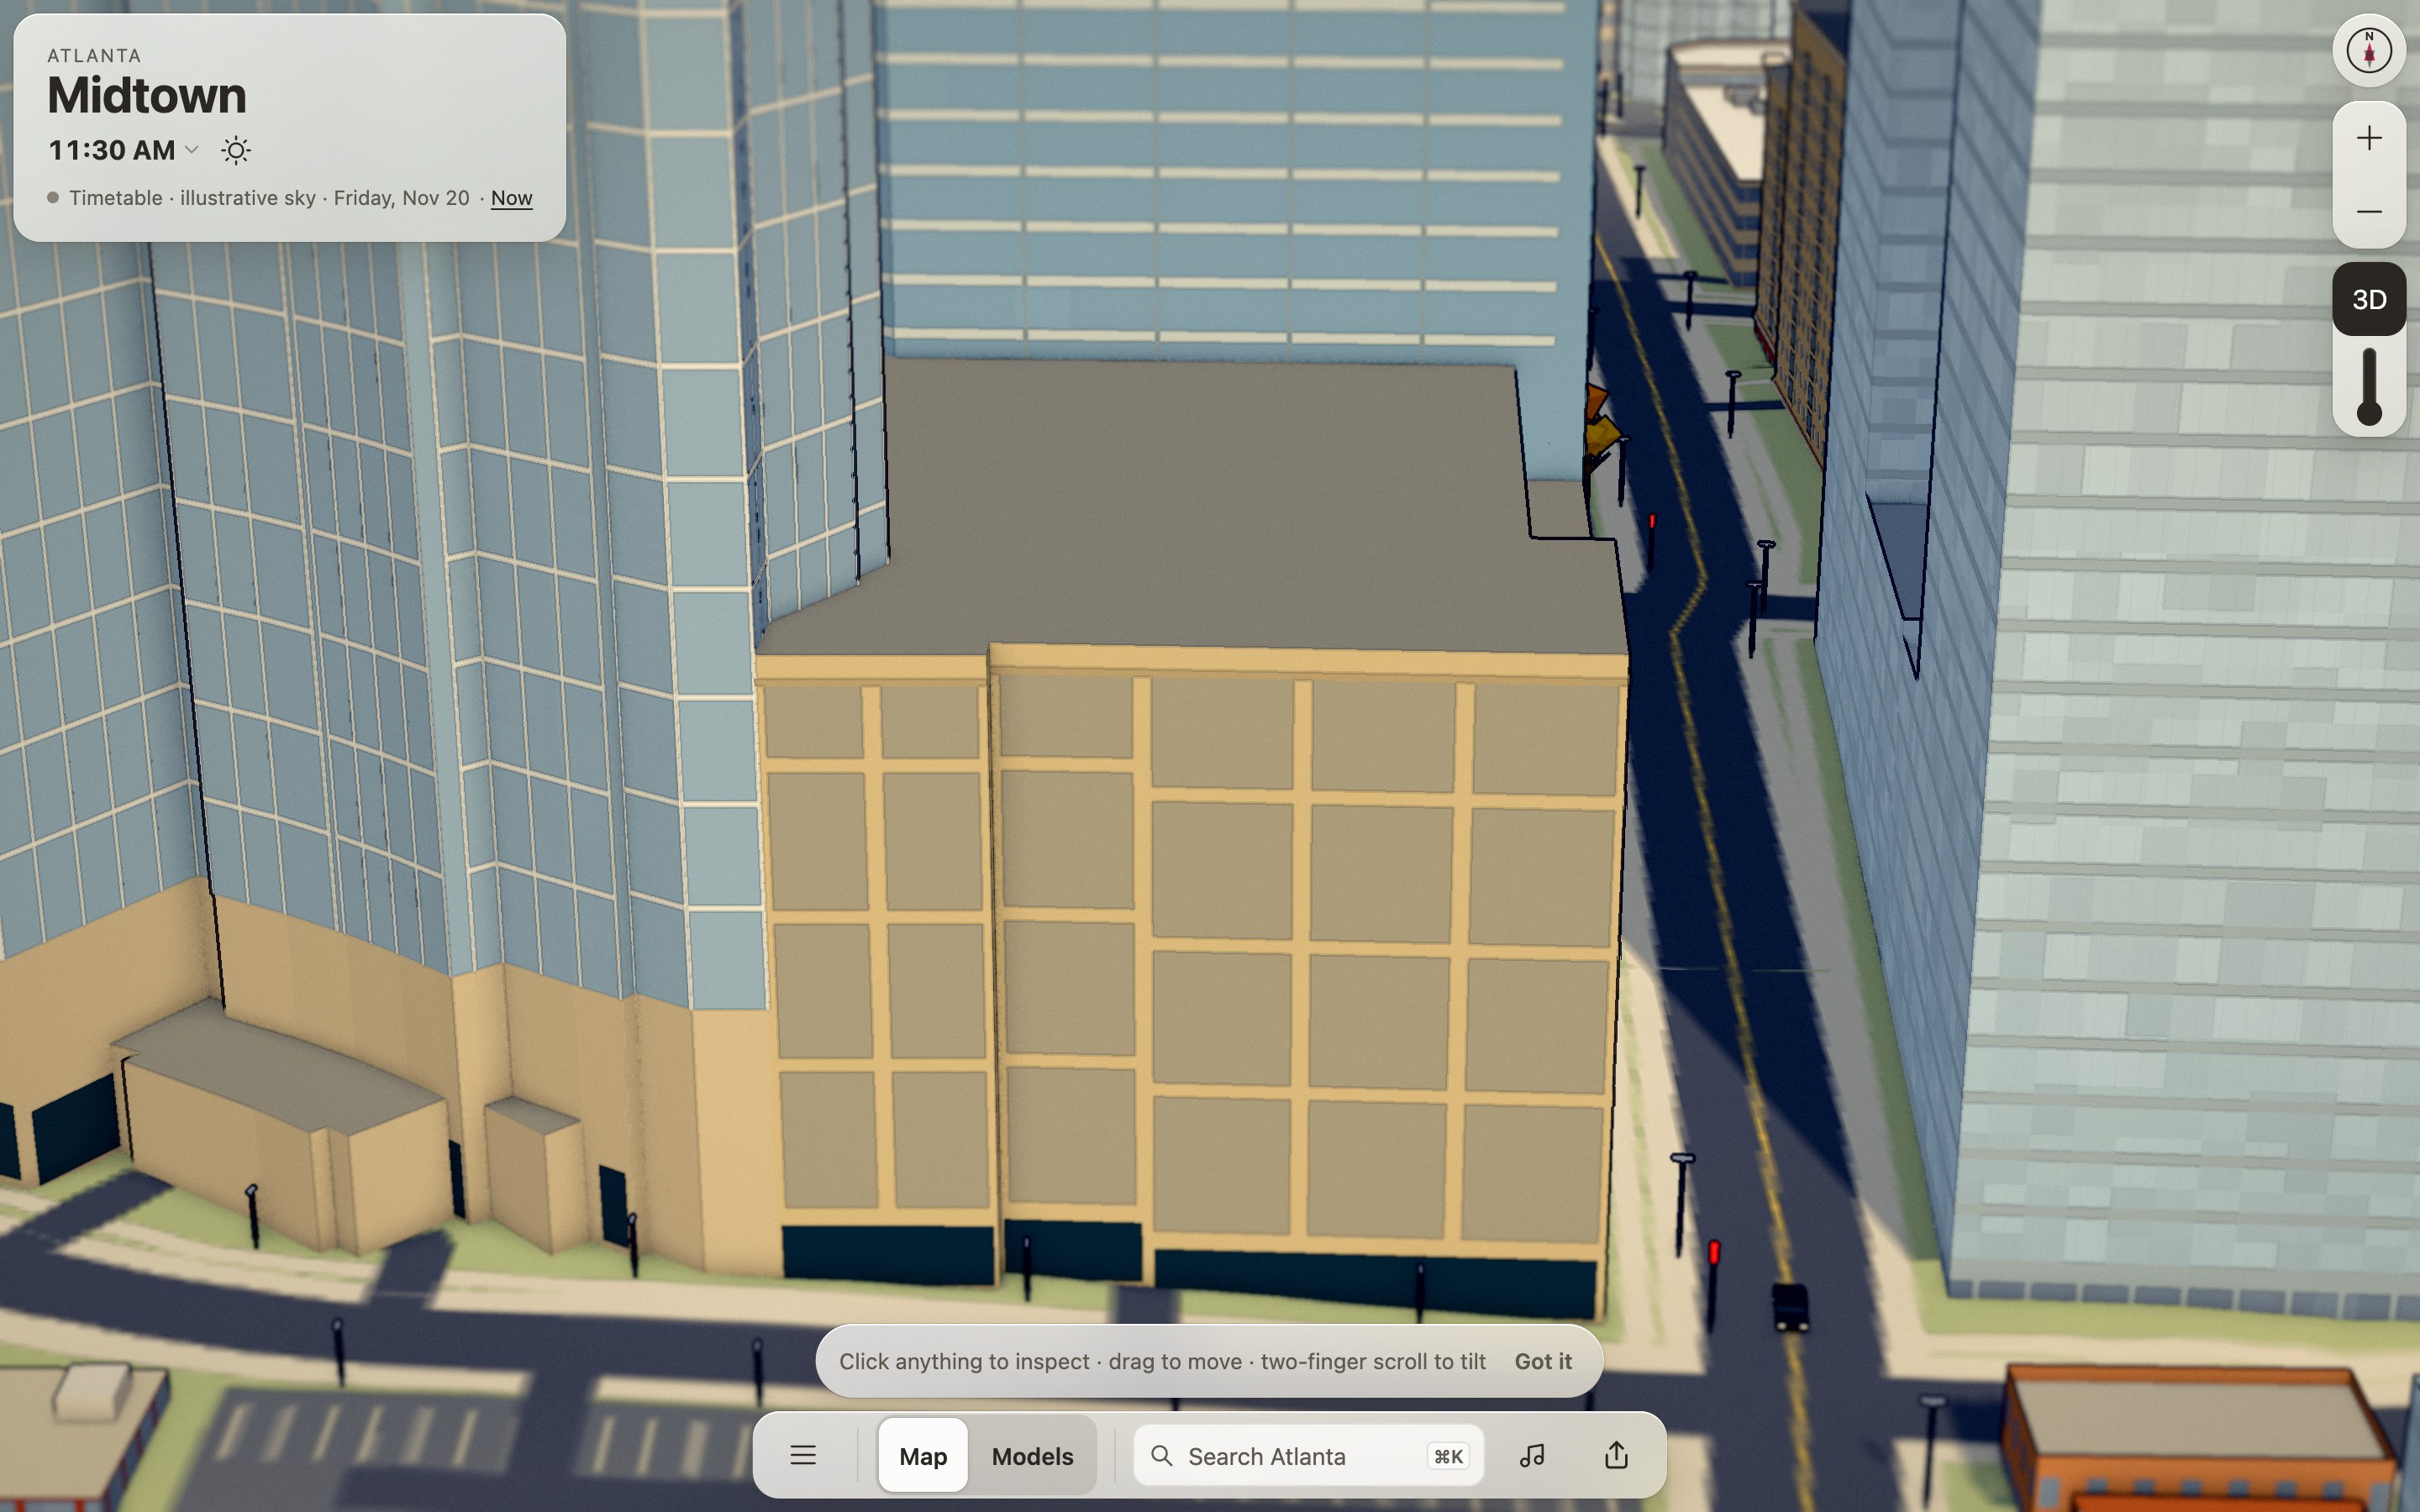 ATLANTA
Midtown
11:30 AM
Timetable · illustrative sky · Friday, Nov 20 · Now
N
+
−
3D
Click anything to inspect · drag to move · two-finger scroll to tilt Got it
Map Models Search Atlanta ⌘K